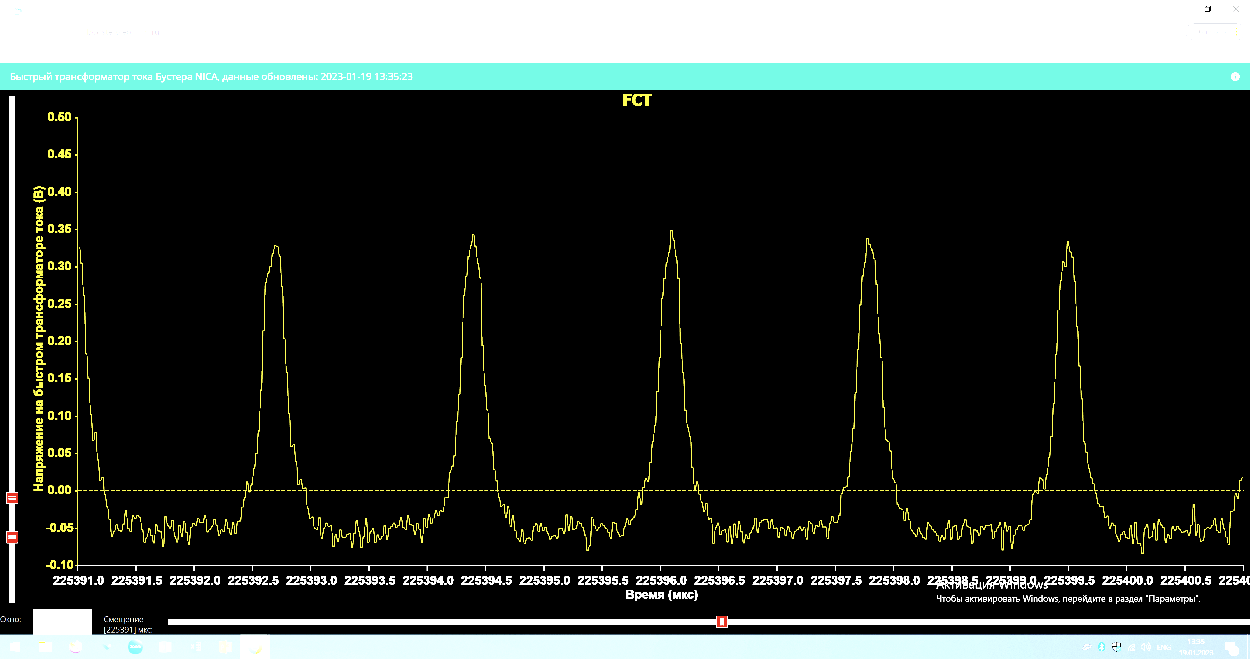 Быстрый трансформатор тока Бустера NICA, данные обновлены: 2023-01-19 13:35:23
FCT
0.60
0.45
0.40
0.35
0.30
0.25
0.20
0.15
0.10
0.05
0.00
-0.05
-0.10
Напряжение на быстром трансформаторе тока (В)
225391.0 225391.5 225392.0 225392.5 225393.0 225393.5 225394.0 225394.5 225395.0 225395.5 225396.0 225396.5 225397.0 225397.5 225398.0 225398.5 225399.0 225399.5 225400.0 225400.5
Время (мкс)
Активация Windows
Чтобы активировать Windows, перейдите в раздел "Параметры".
Окно:
Смещение
[225391] мкс